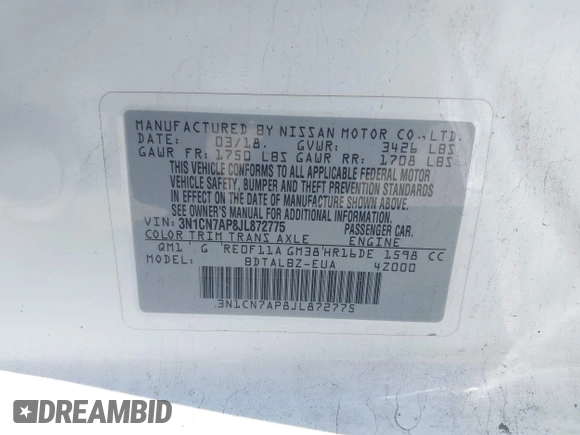 MANUFACTURED BY NISSAN MOTOR CO., LTD.
DATE: 03/18. GVWR: 3426 LBS
GAWR FR: 1750 LBS GAWR RR: 1708 LBS
THIS VEHICLE CONFORMS TO ALL APPLICABLE FEDERAL MOTOR
VEHICLE SAFETY, BUMPER AND THEFT PREVENTION STANDARDS
IN EFFECT ON THE DATE OF MANUFACTURE SHOWN ABOVE.
SEE OWNER'S MANUAL OR LOADING INFORMATION.
VIN: 3N1CN7AP8JL872775 PASSENGER CAR.
COLOR TRIM TRANS AXLE ENGINE
QM1 G RE0F11A GM38 HR16DE 1598 CC
MODEL: BDTALBZ-EUA 42000
3N1CN7AP8JL872775
DREAMBID